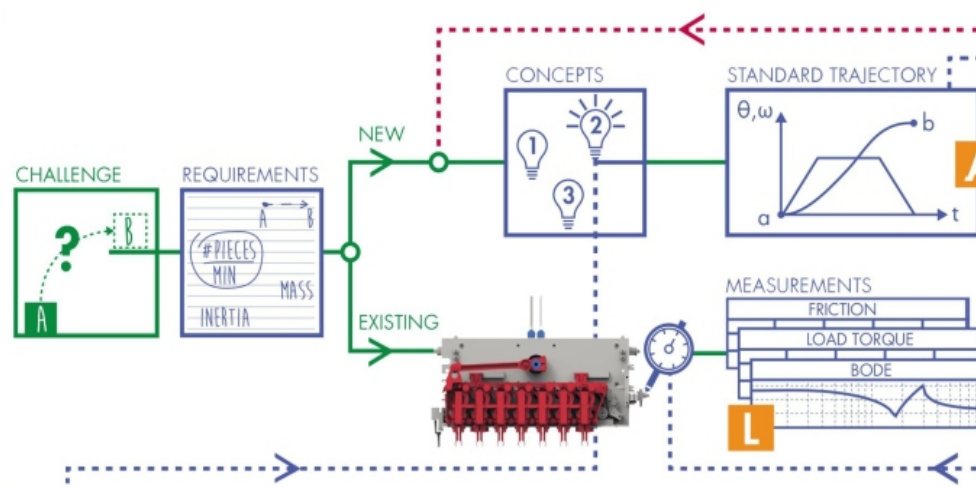 CONCEPTS
STANDARD TRAJECTORY
1
2
3
θ,ω
b
a
t
NEW
CHALLENGE
REQUIREMENTS
?
A
B
A B
#PIECES
MIN
MASS
INERTIA
EXISTING
MEASUREMENTS
FRICTION
LOAD TORQUE
BODE
L